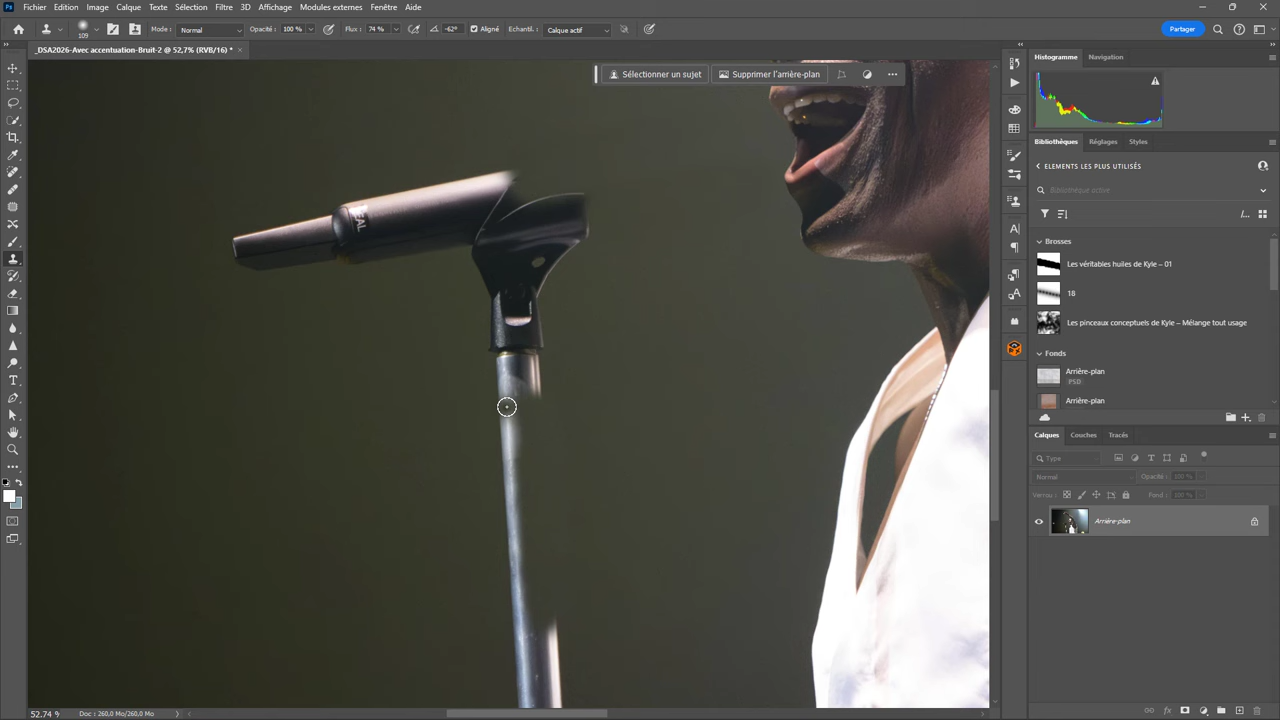 Ps Fichier Edition Image Calque Texte Sélection Filtre 3D Affichage Modules externes Fenêtre Aide
109 Mode : Normal Opacité : 100 % Flux : 74 % -62° Aligné Echantil. : Calque actif Partager
_DSA2026-Avec accentuation-Bruit-2 @ 52,7% (RVB/16) * ×
Sélectionner un sujet Supprimer l'arrière-plan
Histogramme Navigation
Bibliothèques Réglages Styles
ELEMENTS LES PLUS UTILISÉS
Bibliothèque active
Brosses
Les véritables huiles de Kyle – 01
18
Les pinceaux conceptuels de Kyle – Mélange tout usage
Fonds
Arrière-plan
PSD
Arrière-plan
Calques Couches Tracés
Type
Normal Opacité : 100 %
Verrou : Fond : 100 %
Arrière-plan
52.74 % Doc : 260,0 Mo/260,0 Mo